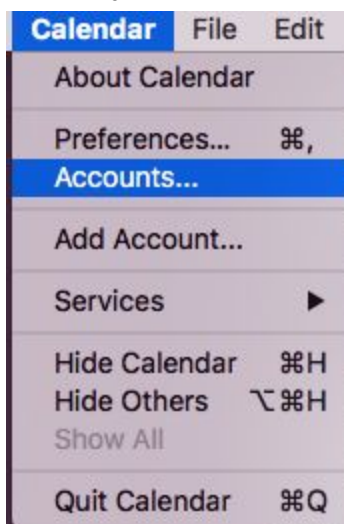 Calendar File Edit
About Calendar
Preferences... ⌘,
Accounts...
Add Account...
Services ▶
Hide Calendar ⌘H
Hide Others ⌥⌘H
Show All
Quit Calendar ⌘Q